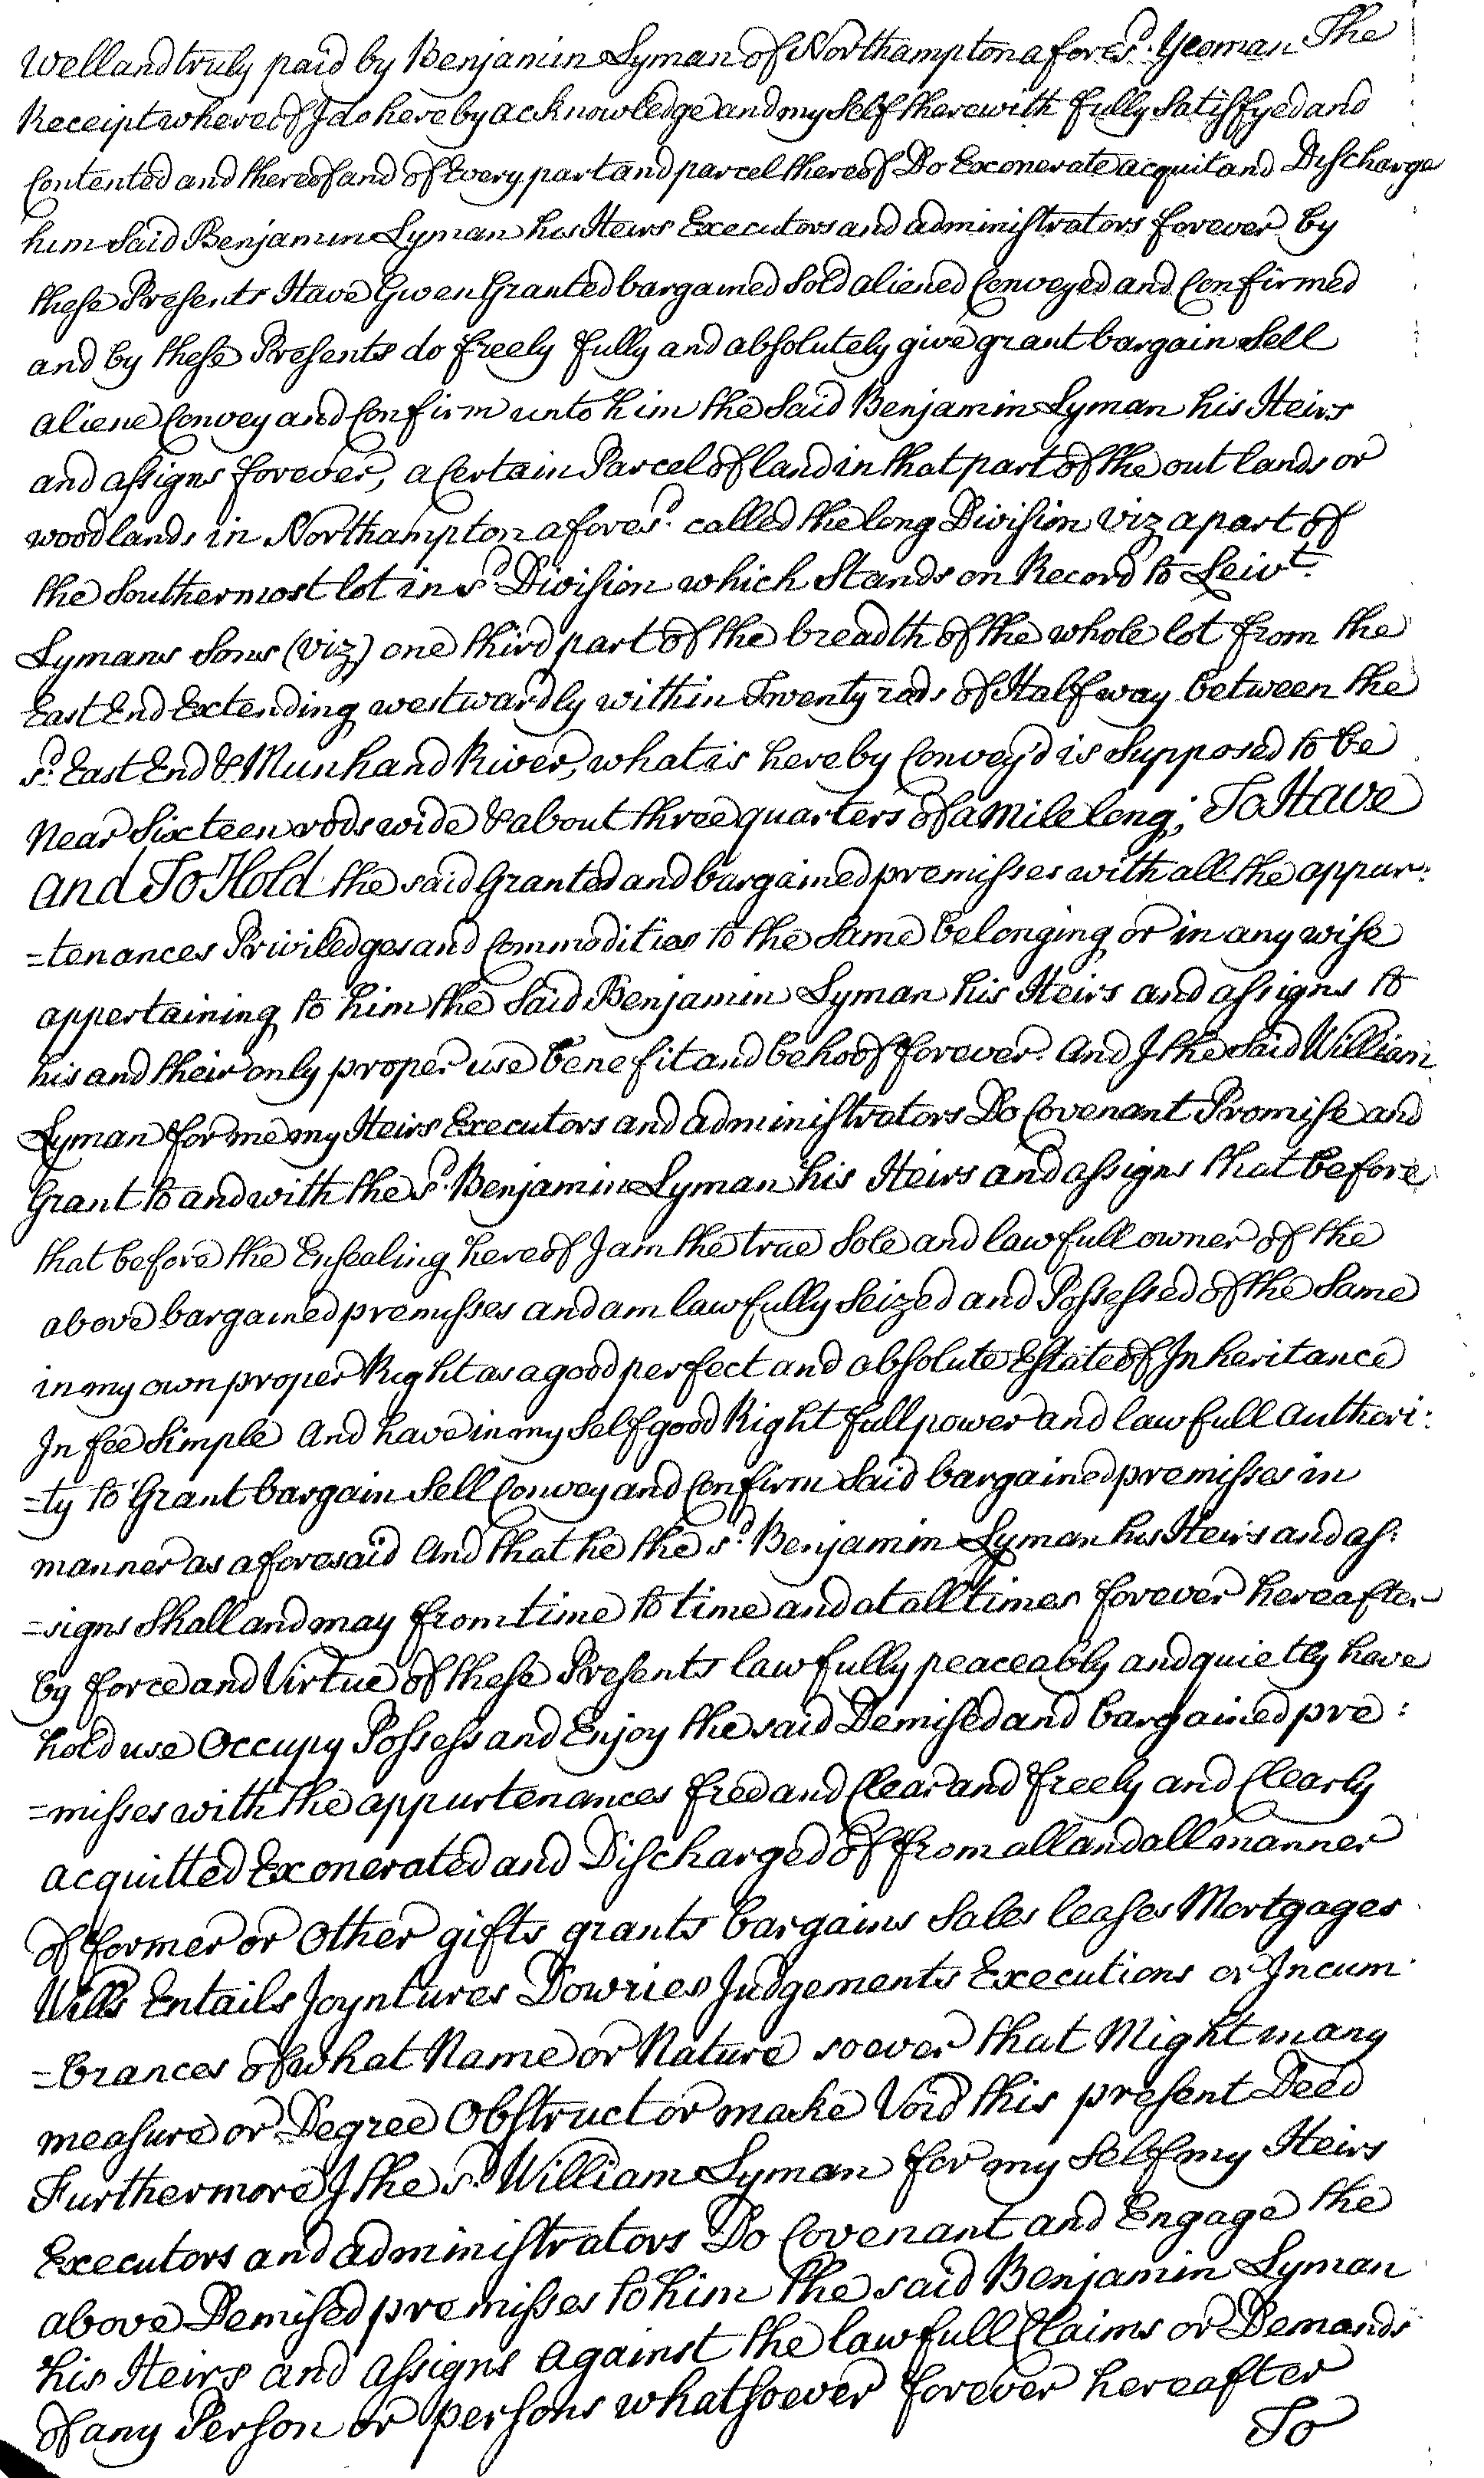 Well and truly paid by Benjamin Lyman of Northampton afores.d Yeoman The
Receipt whereof I do hereby acknowledge and my Self therewith fully Satisfyed and
Contented and thereof and of Every part and parcel thereof Do Exonerate acquit and Discharge
him Said Benjamin Lyman his Heirs Executors and administrators forever by
these Presents Have Given Granted bargained Sold aliened Conveyed and Confirmed
and by these Presents do freely fully and absolutely give grant bargain Sell
aliene Convey and Confirm unto him the Said Benjamin Lyman his Heirs
and assigns forever, a Certain Parcel of land in that part of the out lands or
woodlands in Northampton afores.d called the long Division viz a part of
the Southermost lot in s.d Division which Stands on Record to Leiv.t
Lymans Sons (viz) one third part of the breadth of the whole lot from the
East End Extending westwardly within Twenty rods of Half way between the
s.d East End & Munhand River, what is hereby Convey'd is Supposed to be
Near Sixteen rods wide & about three quarters of a Mile long; To Have
and To Hold the said Granted and bargained premisses with all the appur:
=tenances Priviledges and Commodities to the Same belonging or in any wise
appertaining to him the Said Benjamin Lyman his Heirs and assigns to
his and their only proper use benefit and behoof forever. And I the Said William
Lyman for me my Heirs Executors and administrators Do Covenant Promise and
Grant to and with the s.d Benjamin Lyman his Heirs and assigns that before
that before the Ensealing hereof I am the true Sole and lawfull owner of the
above bargained premisses and am lawfully Seized and Possessed of the Same
in my own proper Right as a good perfect and absolute Estate of Inheritance
In fee Simple And have in my Self good Right full power and lawfull Authori:
=ty to Grant bargain Sell Convey and Confirm Said bargained premisses in
manner as aforesaid And that he the s.d Benjamin Lyman his Heirs and as:
=signs Shall and may from time to time and at all times forever hereafter
by force and Virtue of these Presents lawfully peaceably and quietly have
hold use Occupy Possess and Enjoy the said Demised and bargained pre:
=misses with the appurtenances free and Clear and freely and Clearly
acquitted Exonerated and Discharged of from all and all manner
of former or Other gifts grants bargains Sales leases Mortgages
Wills Entails Joyntures Dowries Judgements Executions or Incum
=brances of what Name or Nature soever that Might in any
measure or Degree Obstruct or make Void this present Deed
Furthermore I the s.d William Lyman for my Self my Heirs
Executors and administrators Do Covenant and Engage the
above Demised premisses to him the said Benjamin Lyman
his Heirs and assigns against the lawfull Claims or Demands
of any Person or persons whatsoever forever hereafter
To